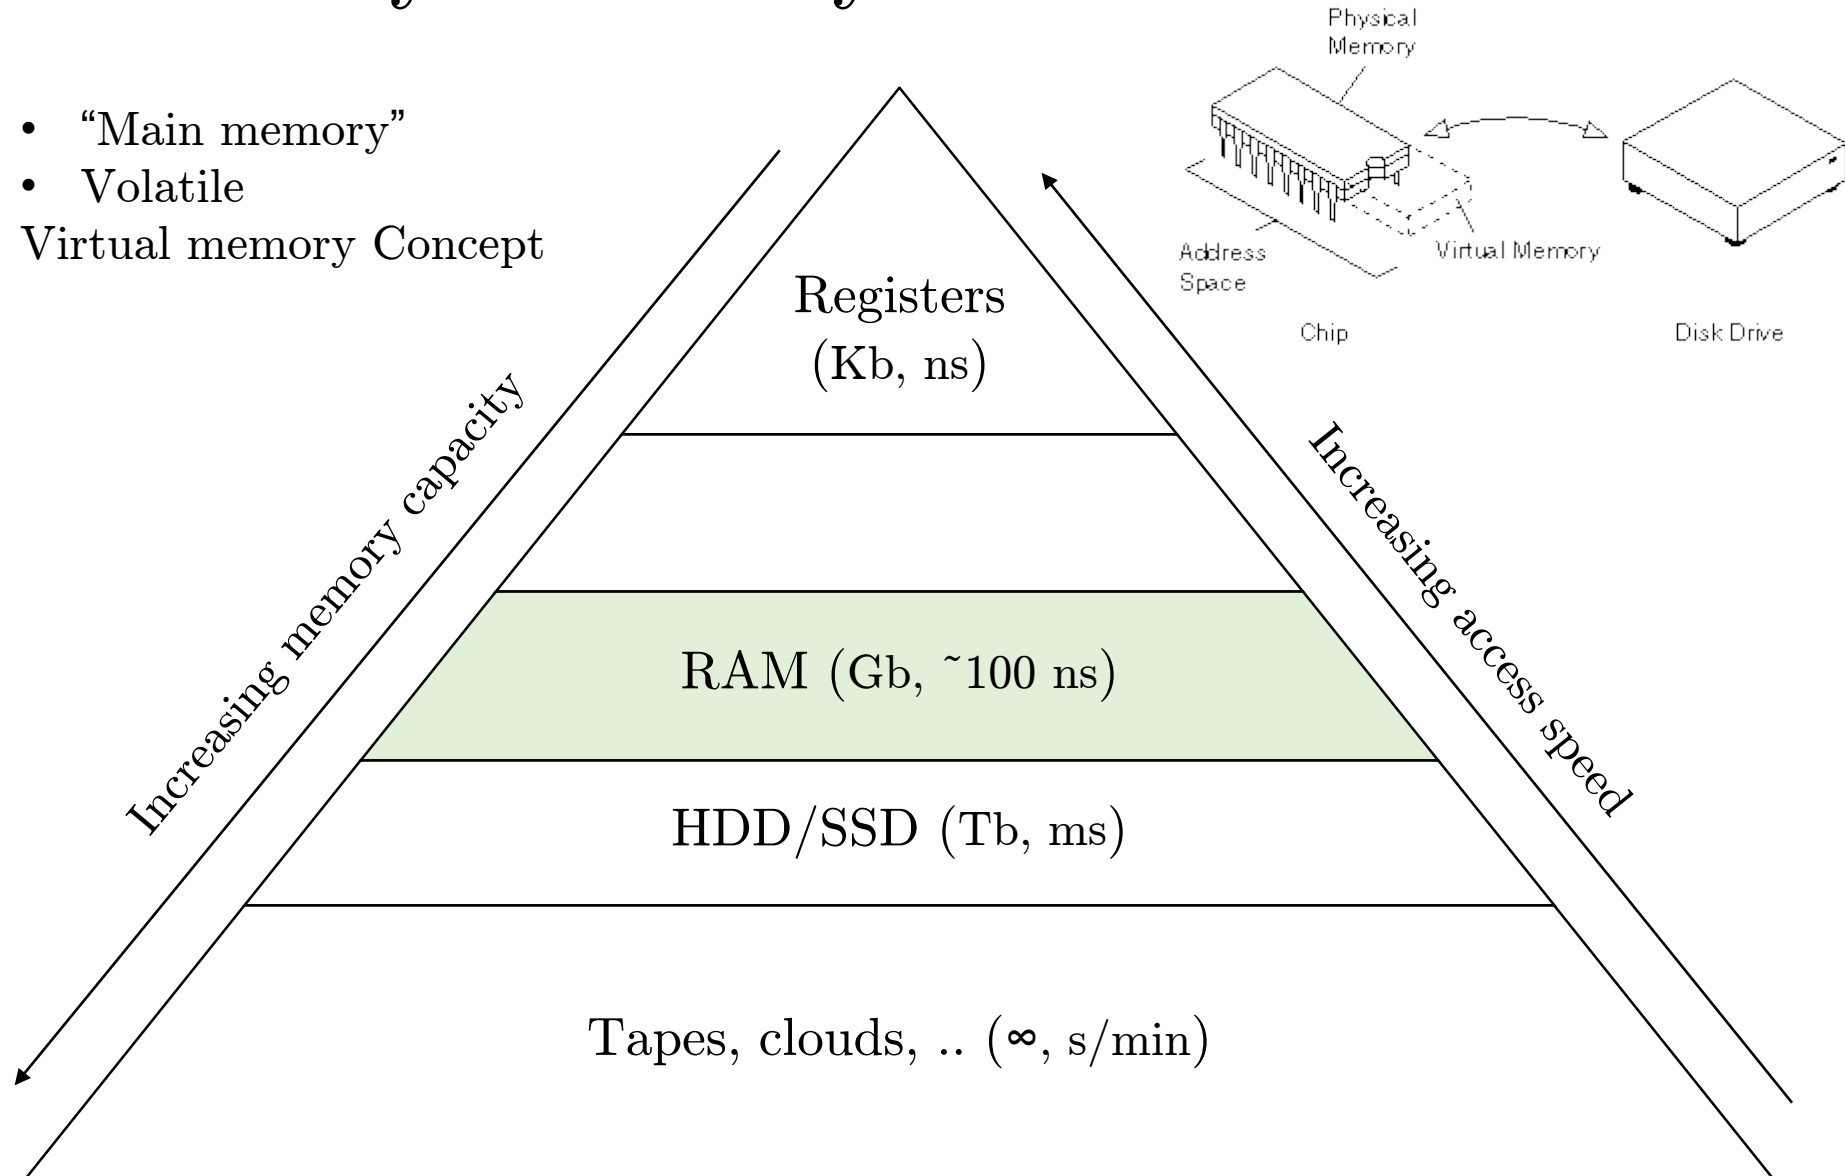 • “Main memory”
• Volatile
Virtual memory Concept
Physical
Memory
Address
Space
Virtual Memory
Chip
Disk Drive
Registers
(Kb, ns)
Increasing memory capacity
Increasing access speed
RAM (Gb, ~100 ns)
HDD/SSD (Tb, ms)
Tapes, clouds, .. (∞, s/min)